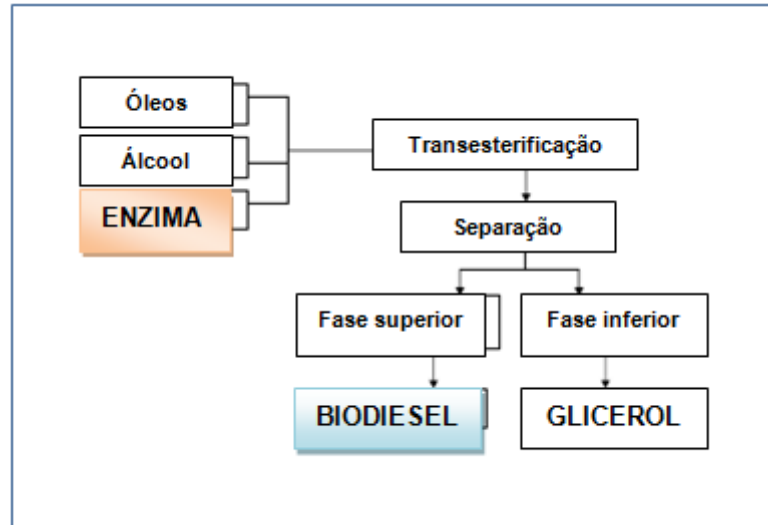 Óleos
Álcool
ENZIMA
Transesterificação
Separação
Fase superior
Fase inferior
BIODIESEL
GLICEROL